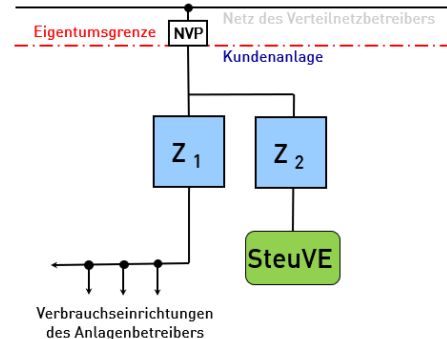 Netz des Verteilnetzbetreibers
Eigentumsgrenze
NVP
Kundenanlage
Z 1
Z 2
SteuVE
Verbrauchseinrichtungen
des Anlagenbetreibers